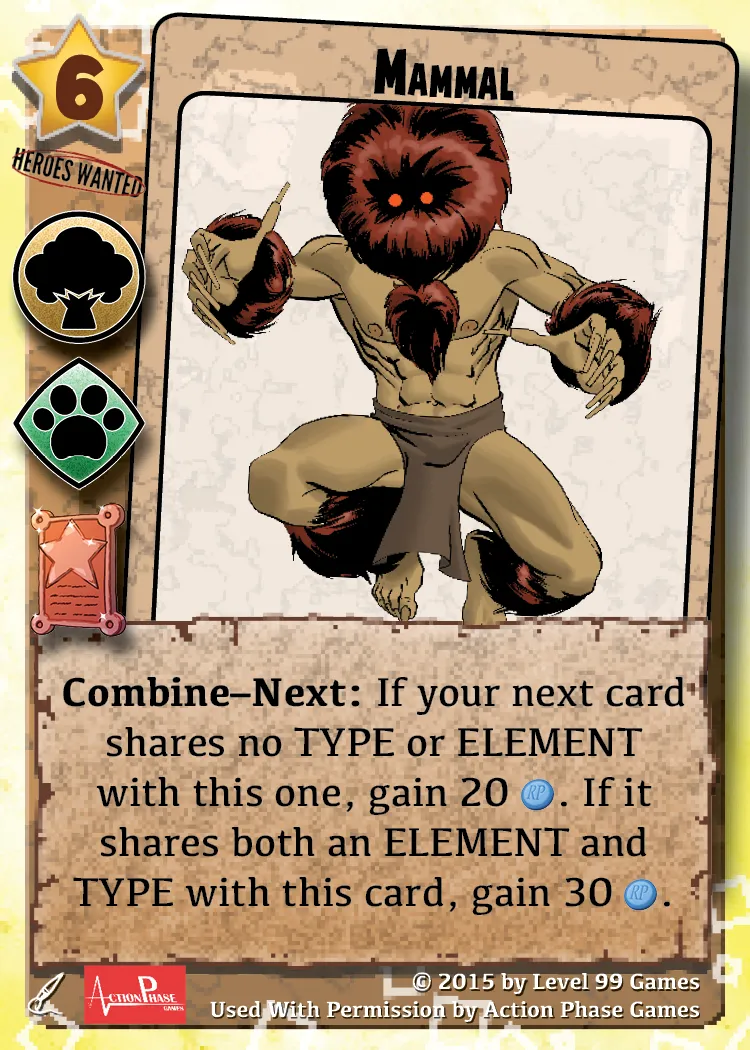 6
MAMMAL
HEROES WANTED
Combine–Next: If your next card
shares no TYPE or ELEMENT
with this one, gain 20 RP. If it
shares both an ELEMENT and
TYPE with this card, gain 30 RP.
ACTION PHASE
GAMES
© 2015 by Level 99 Games
Used With Permission by Action Phase Games